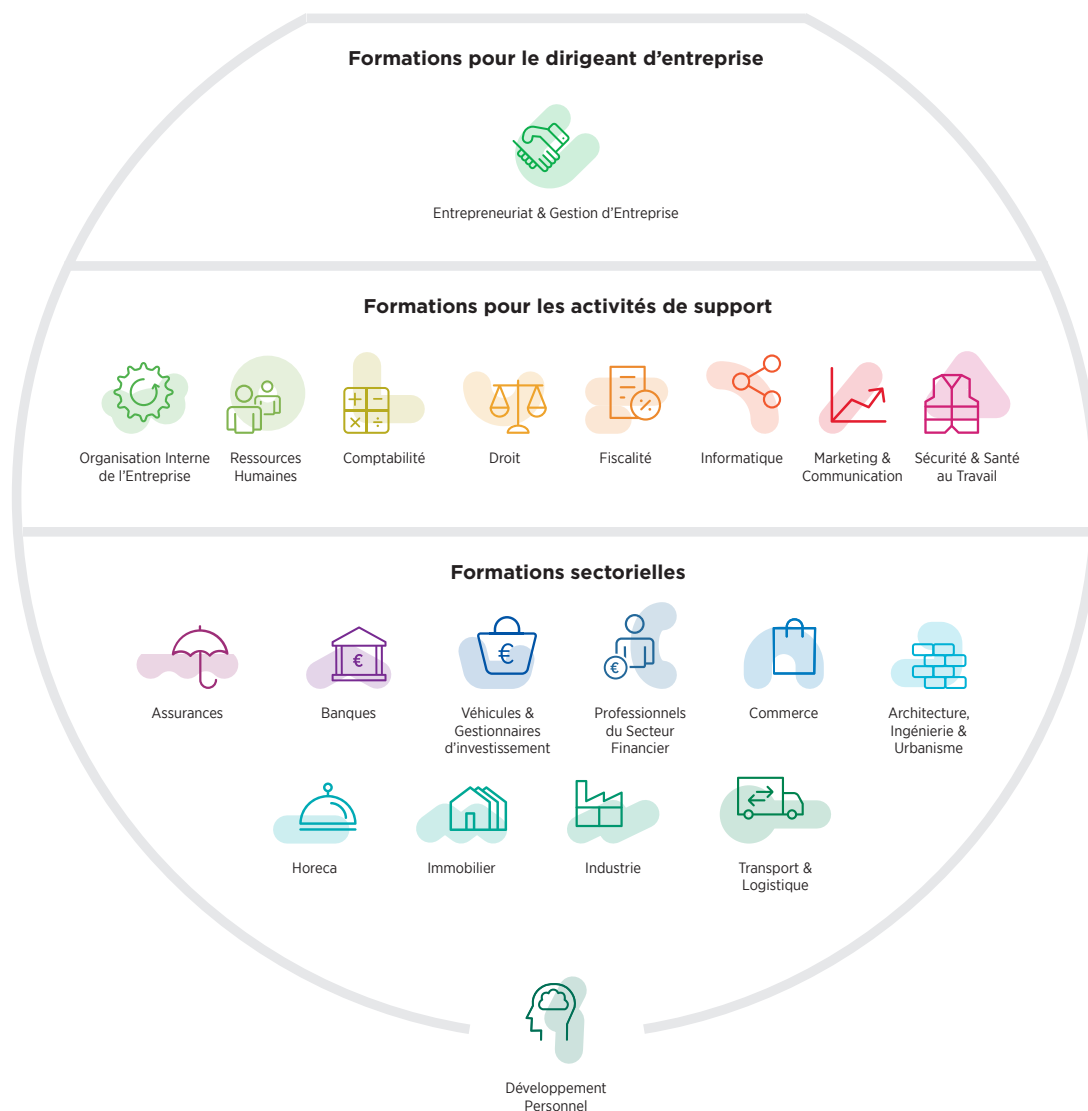 Formations pour le dirigeant d’entreprise
Entrepreneuriat & Gestion d’Entreprise
Formations pour les activités de support
Organisation Interne
de l’Entreprise
Ressources
Humaines
Comptabilité
Droit
Fiscalité
Informatique
Marketing &
Communication
Sécurité & Santé
au Travail
Formations sectorielles
Assurances
Banques
Véhicules &
Gestionnaires
d’investissement
Professionnels
du Secteur
Financier
Commerce
Architecture,
Ingénierie &
Urbanisme
Horeca
Immobilier
Industrie
Transport &
Logistique
Développement
Personnel